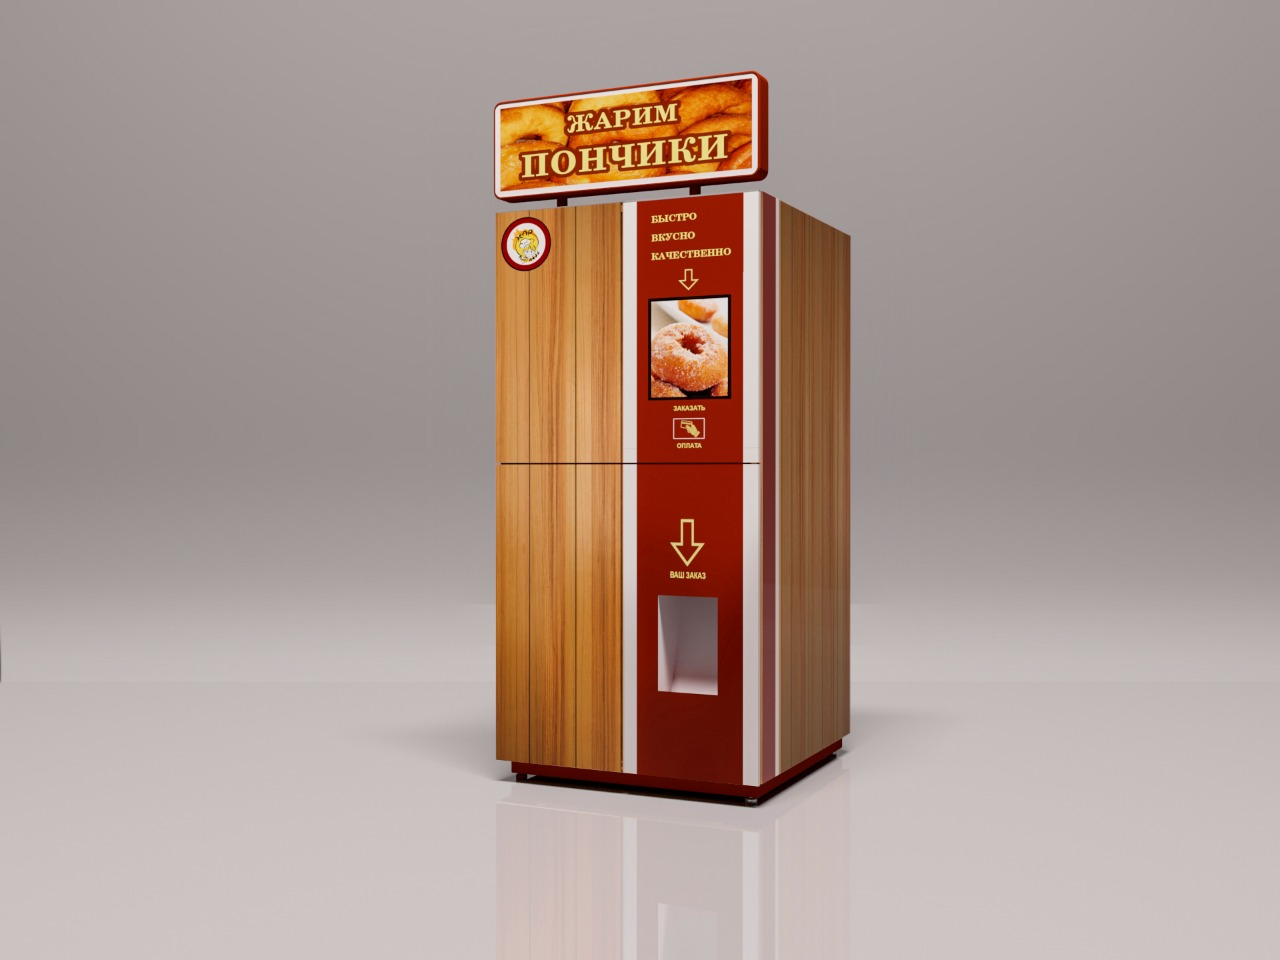 ЖАРИМ
ПОНЧИКИ
БЫСТРО
ВКУСНО
КАЧЕСТВЕННО
ЗАКАЗАТЬ
ОПЛАТА
ВАШ ЗАКАЗ